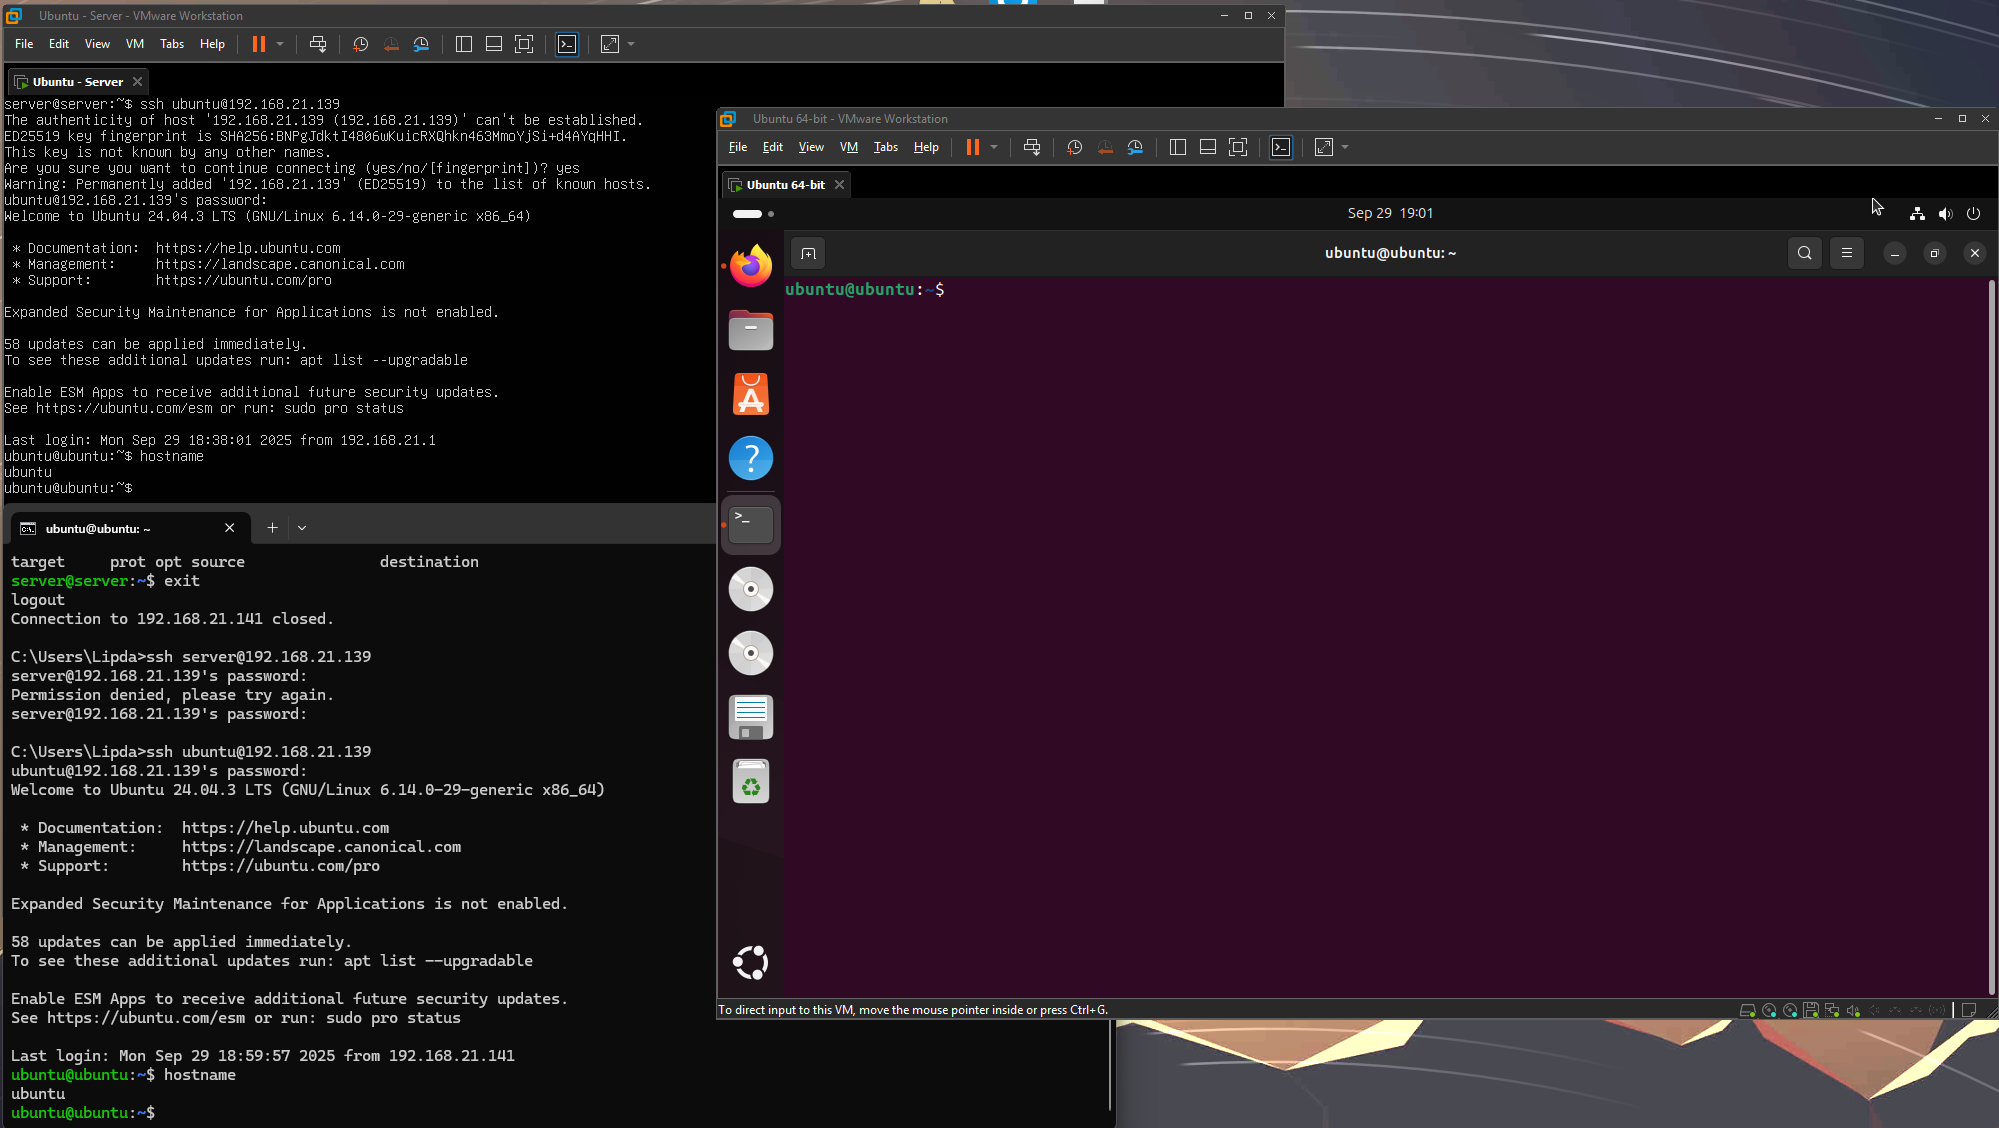 Ubuntu - Server - VMware Workstation
File Edit View VM Tabs Help
Ubuntu - Server
server@server:~$ ssh ubuntu@192.168.21.139
The authenticity of host '192.168.21.139 (192.168.21.139)' can't be established.
ED25519 key fingerprint is SHA256:BNPgJdktI4806wKuicRXQhkn463MmoYjSi+d4AYqHHI.
This key is not known by any other names.
Are you sure you want to continue connecting (yes/no/[fingerprint])? yes
Warning: Permanently added '192.168.21.139' (ED25519) to the list of known hosts.
ubuntu@192.168.21.139's password:
Welcome to Ubuntu 24.04.3 LTS (GNU/Linux 6.14.0-29-generic x86_64)
* Documentation: https://help.ubuntu.com
* Management: https://landscape.canonical.com
* Support: https://ubuntu.com/pro
Expanded Security Maintenance for Applications is not enabled.
58 updates can be applied immediately.
To see these additional updates run: apt list --upgradable
Enable ESM Apps to receive additional future security updates.
See https://ubuntu.com/esm or run: sudo pro status
Last login: Mon Sep 29 18:38:01 2025 from 192.168.21.1
ubuntu@ubuntu:~$ hostname
ubuntu
ubuntu@ubuntu:~$
ubuntu@ubuntu: ~
target prot opt source destination
server@server:~$ exit
logout
Connection to 192.168.21.141 closed.
C:\Users\Lipda>ssh server@192.168.21.139
server@192.168.21.139's password:
Permission denied, please try again.
server@192.168.21.139's password:
C:\Users\Lipda>ssh ubuntu@192.168.21.139
ubuntu@192.168.21.139's password:
Welcome to Ubuntu 24.04.3 LTS (GNU/Linux 6.14.0-29-generic x86_64)
* Documentation: https://help.ubuntu.com
* Management: https://landscape.canonical.com
* Support: https://ubuntu.com/pro
Expanded Security Maintenance for Applications is not enabled.
58 updates can be applied immediately.
To see these additional updates run: apt list --upgradable
Enable ESM Apps to receive additional future security updates.
See https://ubuntu.com/esm or run: sudo pro status
Last login: Mon Sep 29 18:59:57 2025 from 192.168.21.141
ubuntu@ubuntu:~$ hostname
ubuntu
ubuntu@ubuntu:~$
Ubuntu 64-bit - VMware Workstation
File Edit View VM Tabs Help
Ubuntu 64-bit
Sep 29 19:01
ubuntu@ubuntu: ~
ubuntu@ubuntu:~$
To direct input to this VM, move the mouse pointer inside or press Ctrl+G.